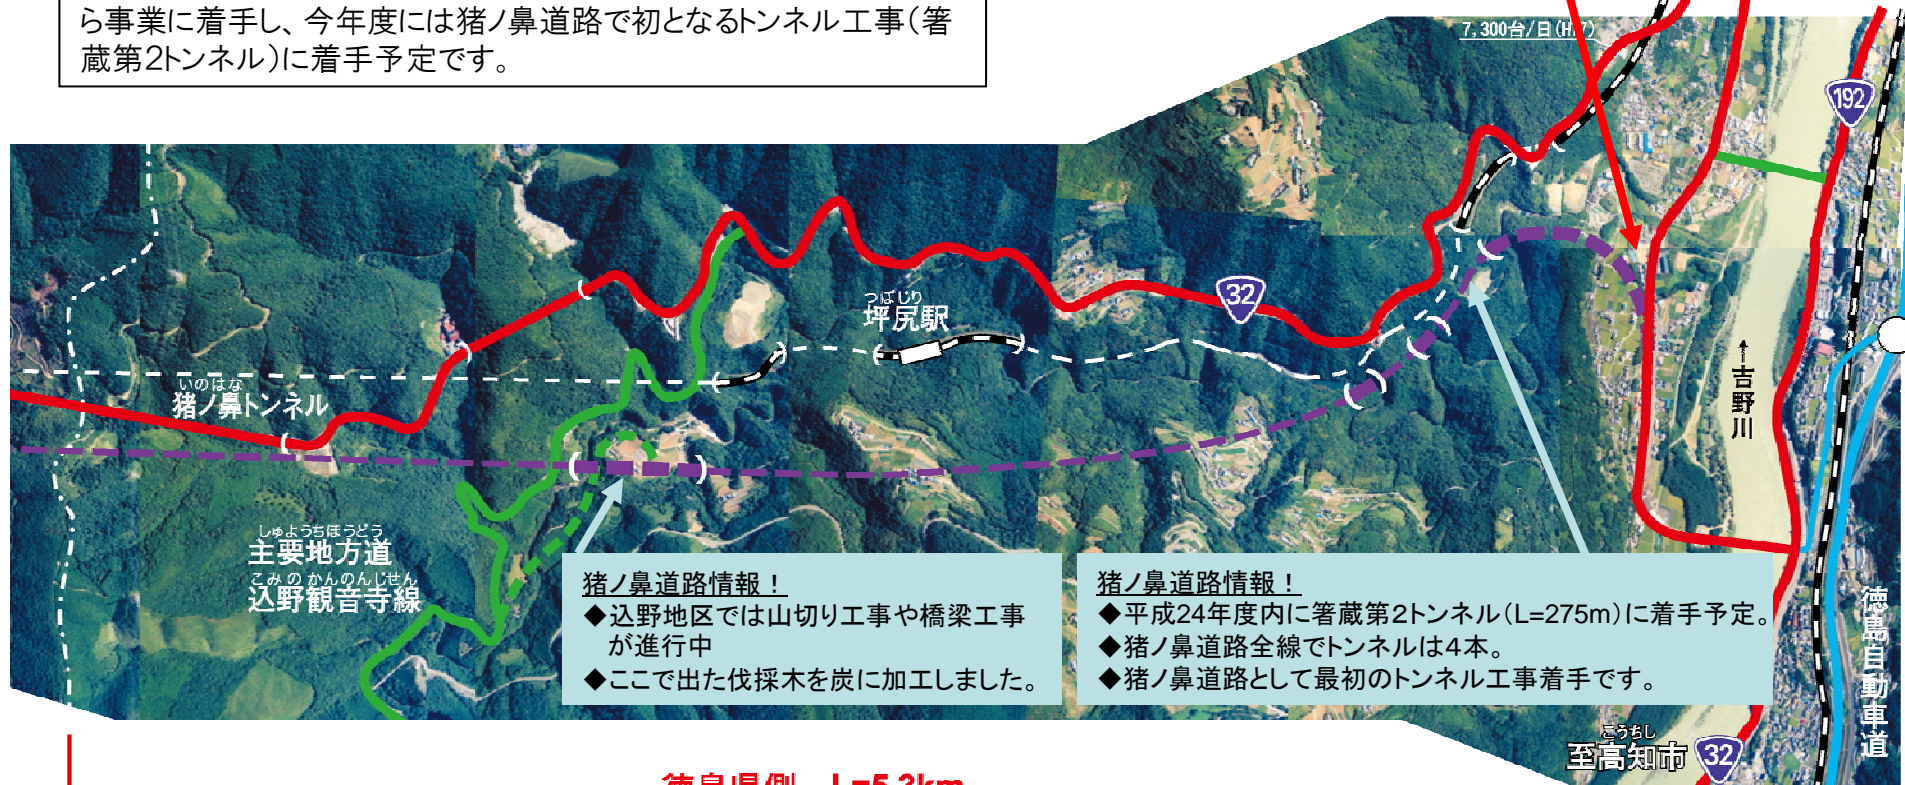 ら事業に着手し、今年度には猪ノ鼻道路で初となるトンネル工事（箸
蔵第2トンネル）に着手予定です。
7,300台/日(H17)
192
32
つぼじり
坪尻駅
いのはな
猪ノ鼻トンネル
↑吉野川
しゅようちほうどう
主要地方道
こみのかんのんじせん
込野観音寺線
猪ノ鼻道路情報！
◆込野地区では山切り工事や橋梁工事
が進行中
◆ここで出た伐採木を炭に加工しました。
猪ノ鼻道路情報！
◆平成24年度内に箸蔵第2トンネル（L=275m）に着手予定。
◆猪ノ鼻道路全線でトンネルは4本。
◆猪ノ鼻道路として最初のトンネル工事着手です。
徳島自動車道
こうちし
至高知市
32
徳島県側　L=5.3km